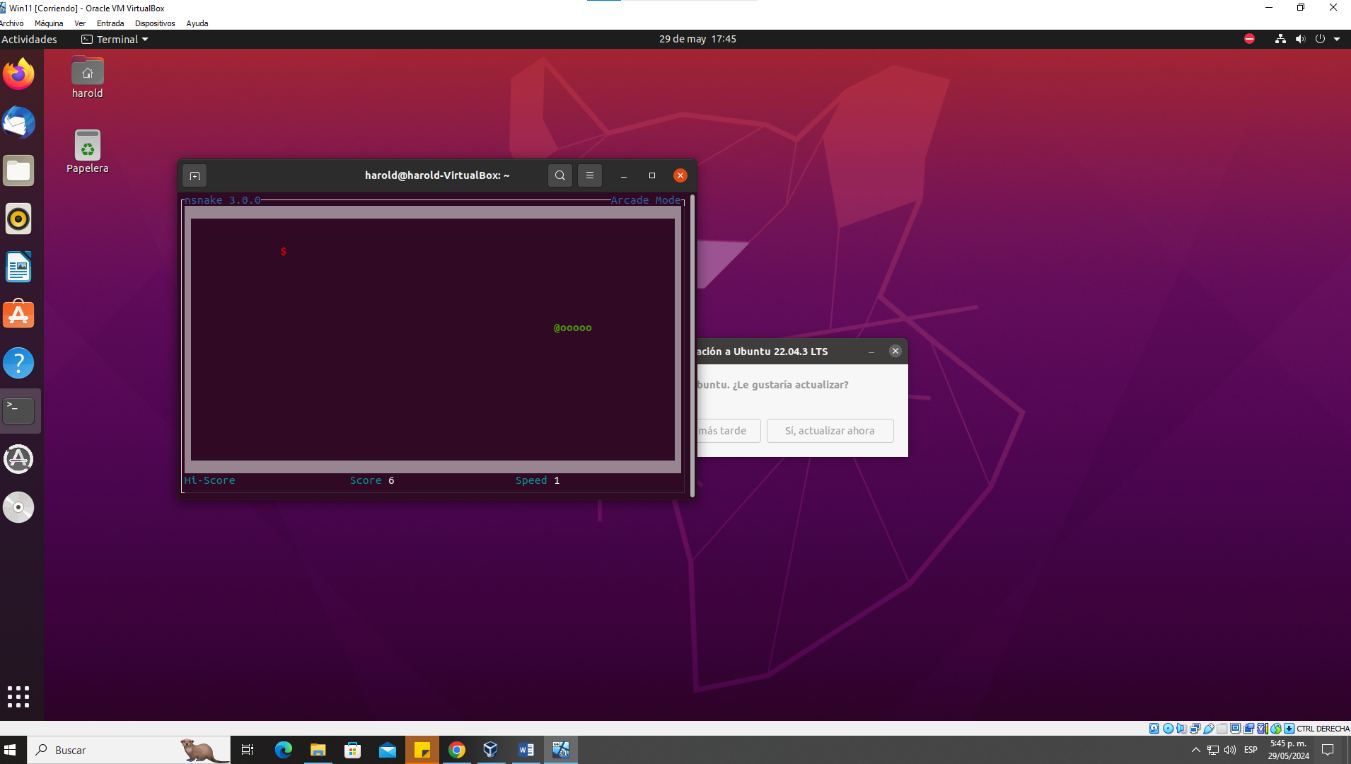 Win11 [Corriendo] - Oracle VM VirtualBox
Archivo Máquina Ver Entrada Dispositivos Ayuda
Actividades Terminal 29 de may 17:45
harold
Papelera
harold@harold-VirtualBox: ~
nsnake 3.0.0 Arcade Mode
$
@ooooo
Hi-Score Score 6 Speed 1
ación a Ubuntu 22.04.3 LTS
buntu. ¿Le gustaría actualizar?
más tarde Sí, actualizar ahora
CTRL DERECHA
Buscar
ESP
5:45 p. m.
29/05/2024